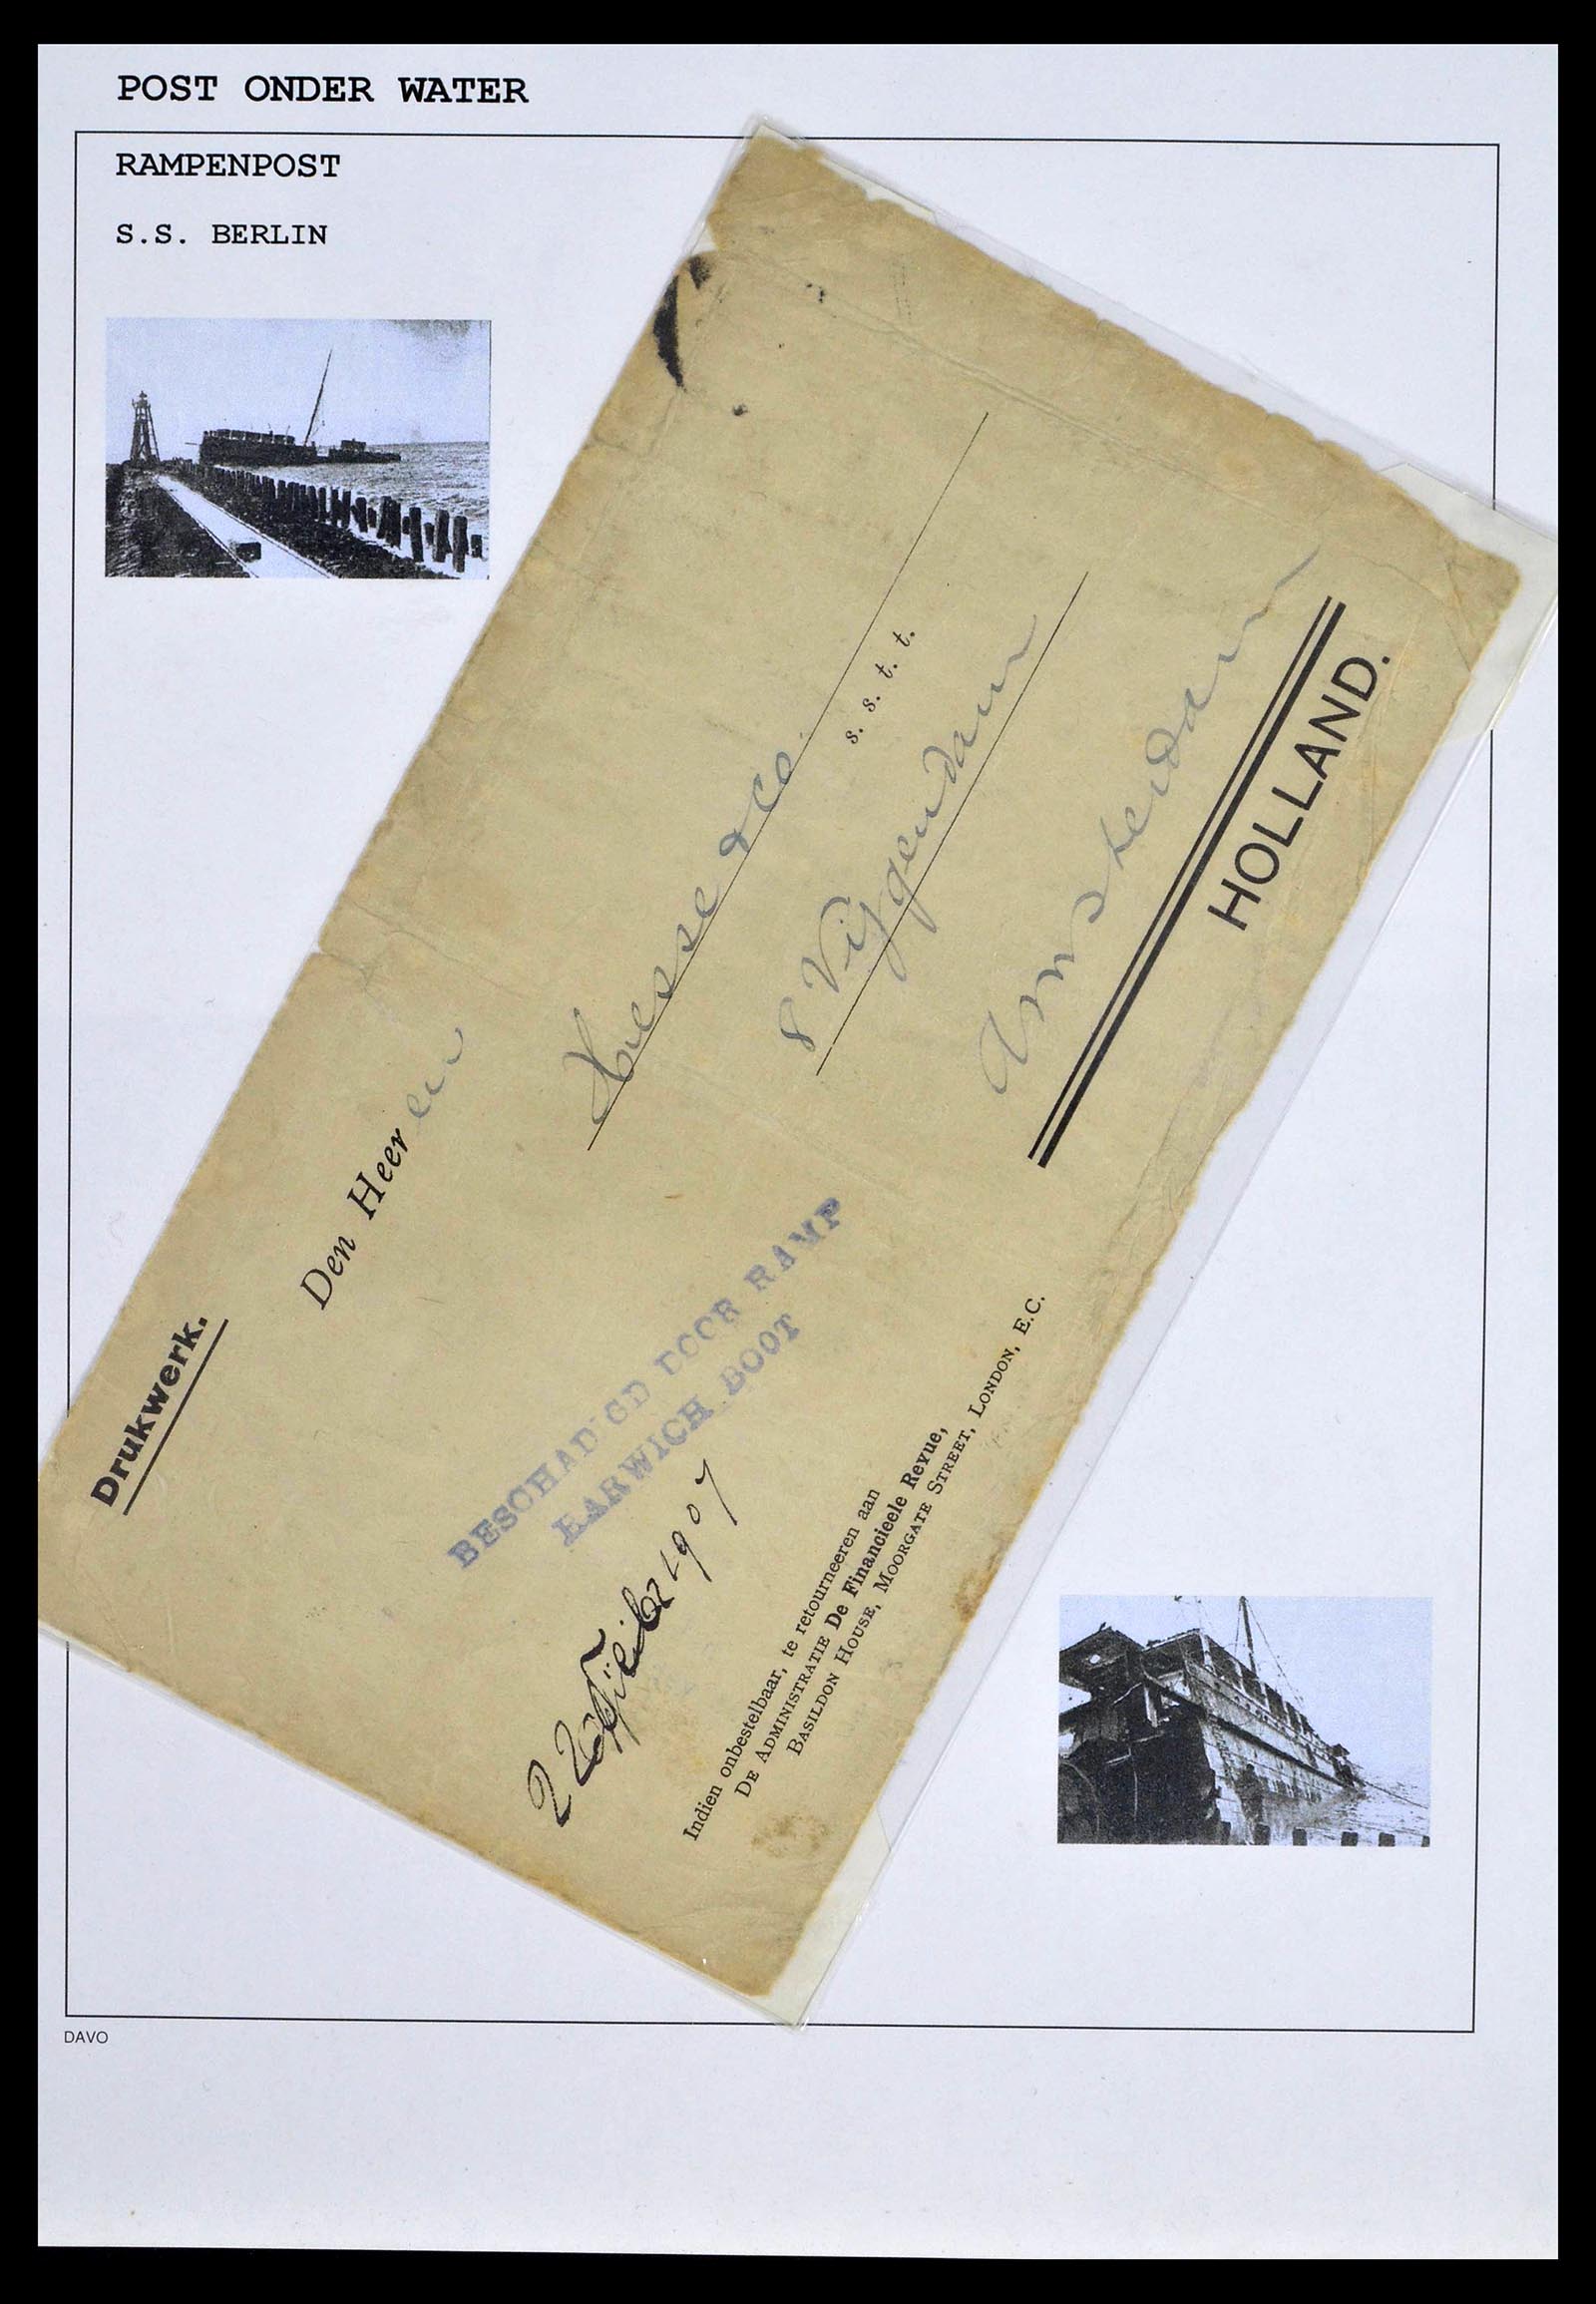 POST ONDER WATER
RAMPENPOST
S.S. BERLIN
Drukwerk.
Den Heeren
Hesse & Co.
s. s. t. t.
8 Vijgendam
Amsterdam
HOLLAND.
BESCHADIGD DOOR RAMP
HARWICH BOOT
1907
Indien onbestelbaar, te retourneeren aan
DE ADMINISTRATIE De Financieele Revue,
BASILDON HOUSE, MOORGATE STREET, LONDON, E.C.
DAVO